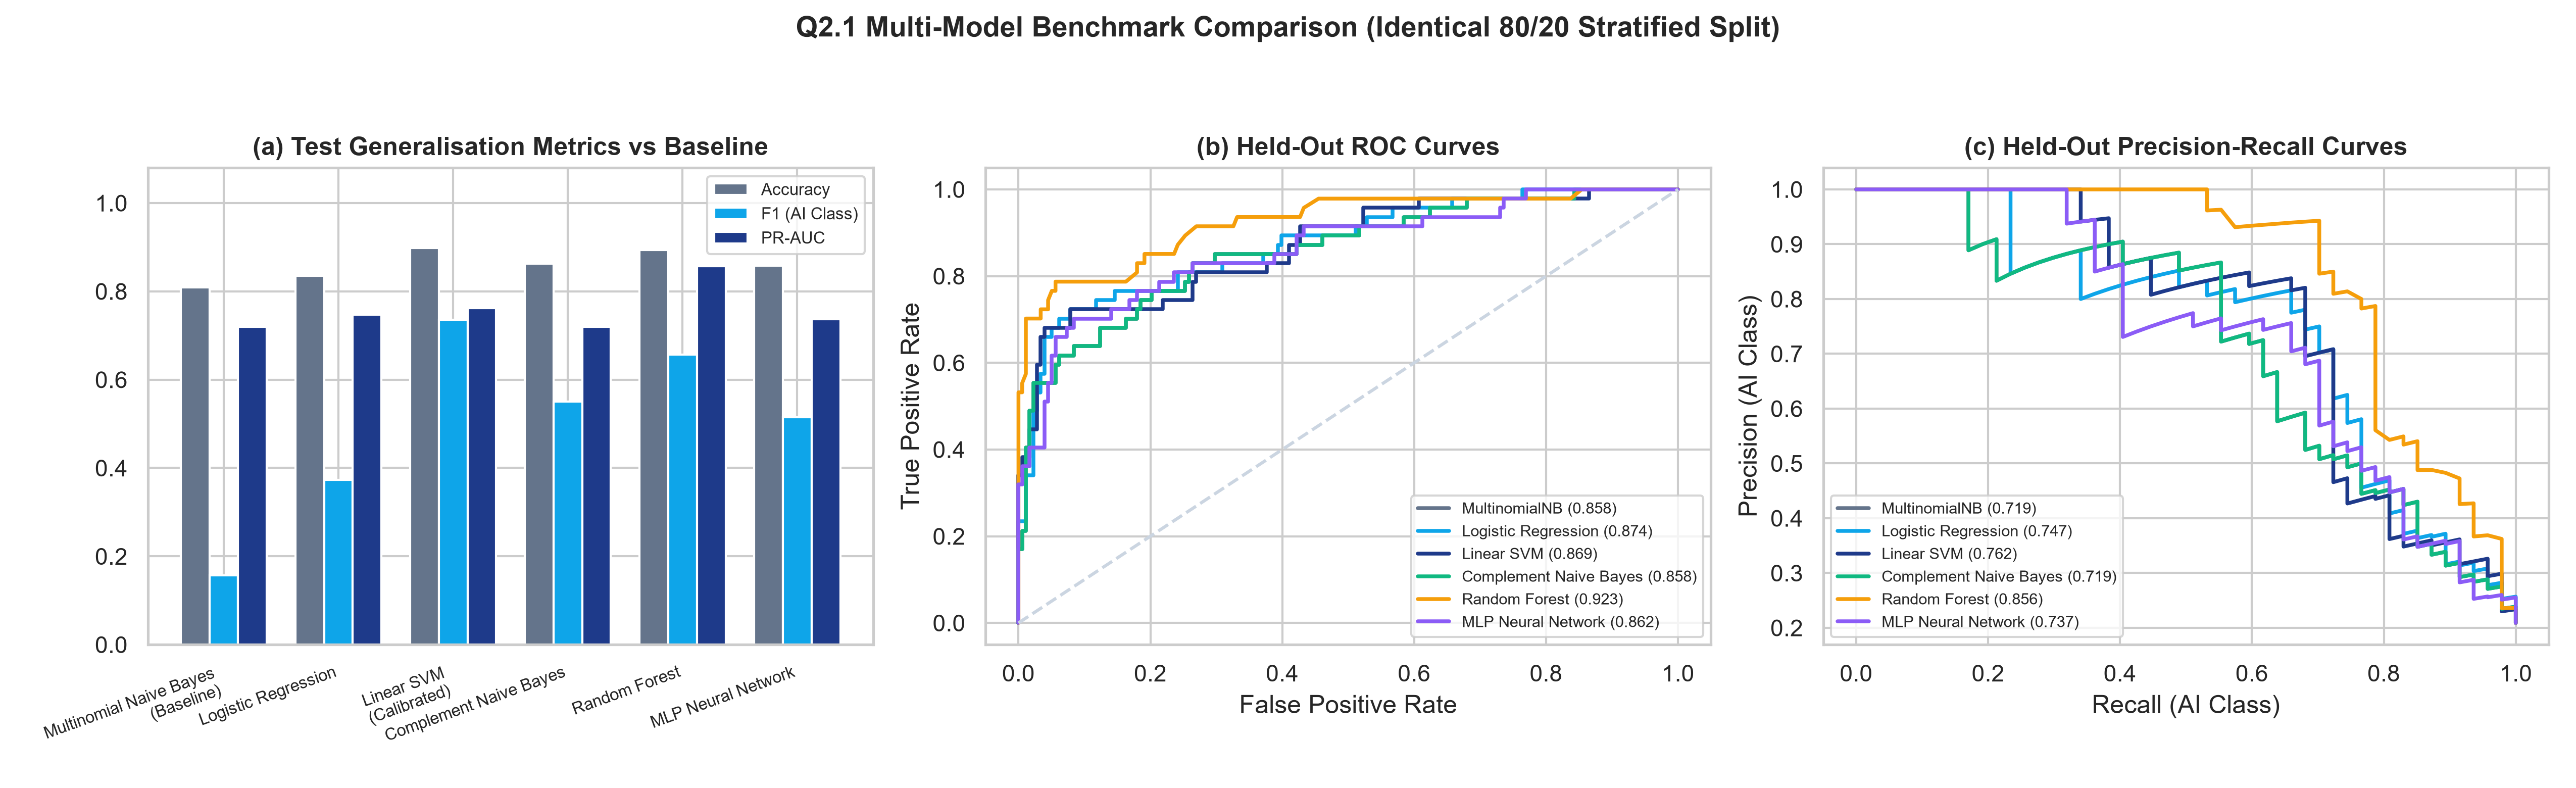 Q2.1 Multi-Model Benchmark Comparison (Identical 80/20 Stratified Split)
(a) Test Generalisation Metrics vs Baseline
Accuracy
F1 (AI Class)
PR-AUC
1.0
0.8
0.6
0.4
0.2
0.0
Multinomial Naive Bayes
(Baseline)
Logistic Regression
Linear SVM
(Calibrated)
Complement Naive Bayes
Random Forest
MLP Neural Network
(b) Held-Out ROC Curves
True Positive Rate
1.0
0.8
0.6
0.4
0.2
0.0
MultinomialNB (0.858)
Logistic Regression (0.874)
Linear SVM (0.869)
Complement Naive Bayes (0.858)
Random Forest (0.923)
MLP Neural Network (0.862)
0.0 0.2 0.4 0.6 0.8 1.0
False Positive Rate
(c) Held-Out Precision-Recall Curves
Precision (AI Class)
1.0
0.9
0.8
0.7
0.6
0.5
0.4
0.3
0.2
MultinomialNB (0.719)
Logistic Regression (0.747)
Linear SVM (0.762)
Complement Naive Bayes (0.719)
Random Forest (0.856)
MLP Neural Network (0.737)
0.0 0.2 0.4 0.6 0.8 1.0
Recall (AI Class)